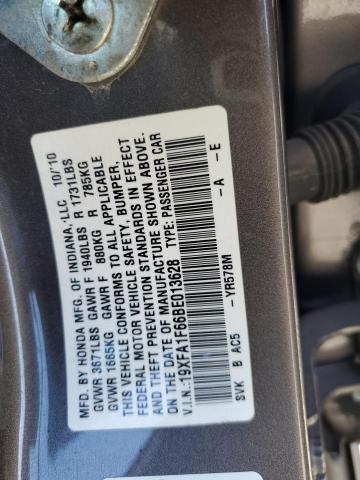 MFD. BY HONDA MFG. OF INDIANA, LLC 10/10
GVWR 3671LBS GAWR F 1940LBS R 1731LBS
GVWR 1665KG GAWR F 880KG R 785KG
THIS VEHICLE CONFORMS TO ALL APPLICABLE
FEDERAL MOTOR VEHICLE SAFETY, BUMPER,
AND THEFT PREVENTION STANDARDS IN EFFECT
ON THE DATE OF MANUFACTURE SHOWN ABOVE.
V.I.N.:19XFA1F66BE013628 TYPE: PASSENGER CAR
-YR578M -A -E
SVK B AC5